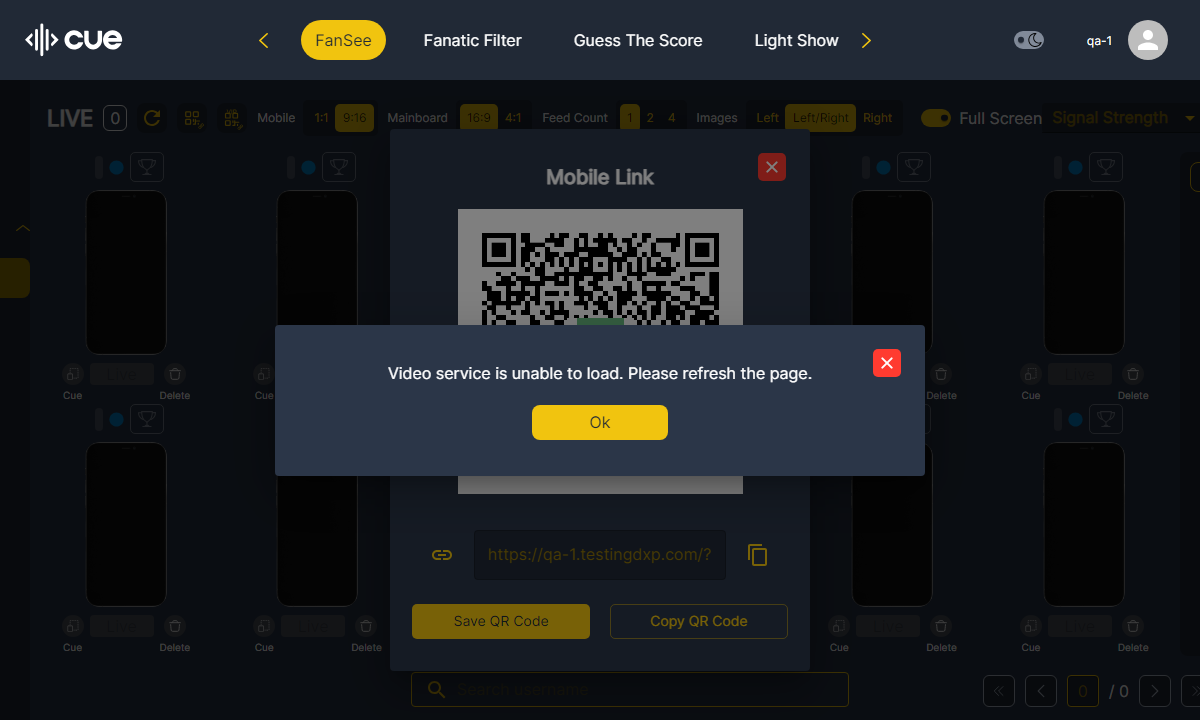 cue
FanSee
Fanatic Filter
Guess The Score
Light Show
qa-1
LIVE 0
Mobile 1:1 9:16
Mainboard 16:9 4:1
Feed Count 1 2 4
Images Left Left/Right Right
Full Screen
Signal Strength
Mobile Link
Video service is unable to load. Please refresh the page.
Ok
Cue Delete Cue Delete Cue Delete
https://qa-1.testingdxp.com/?
Save QR Code
Copy QR Code
Cue Delete Cue Delete Cue Delete Cue Delete
Search username
0 / 0